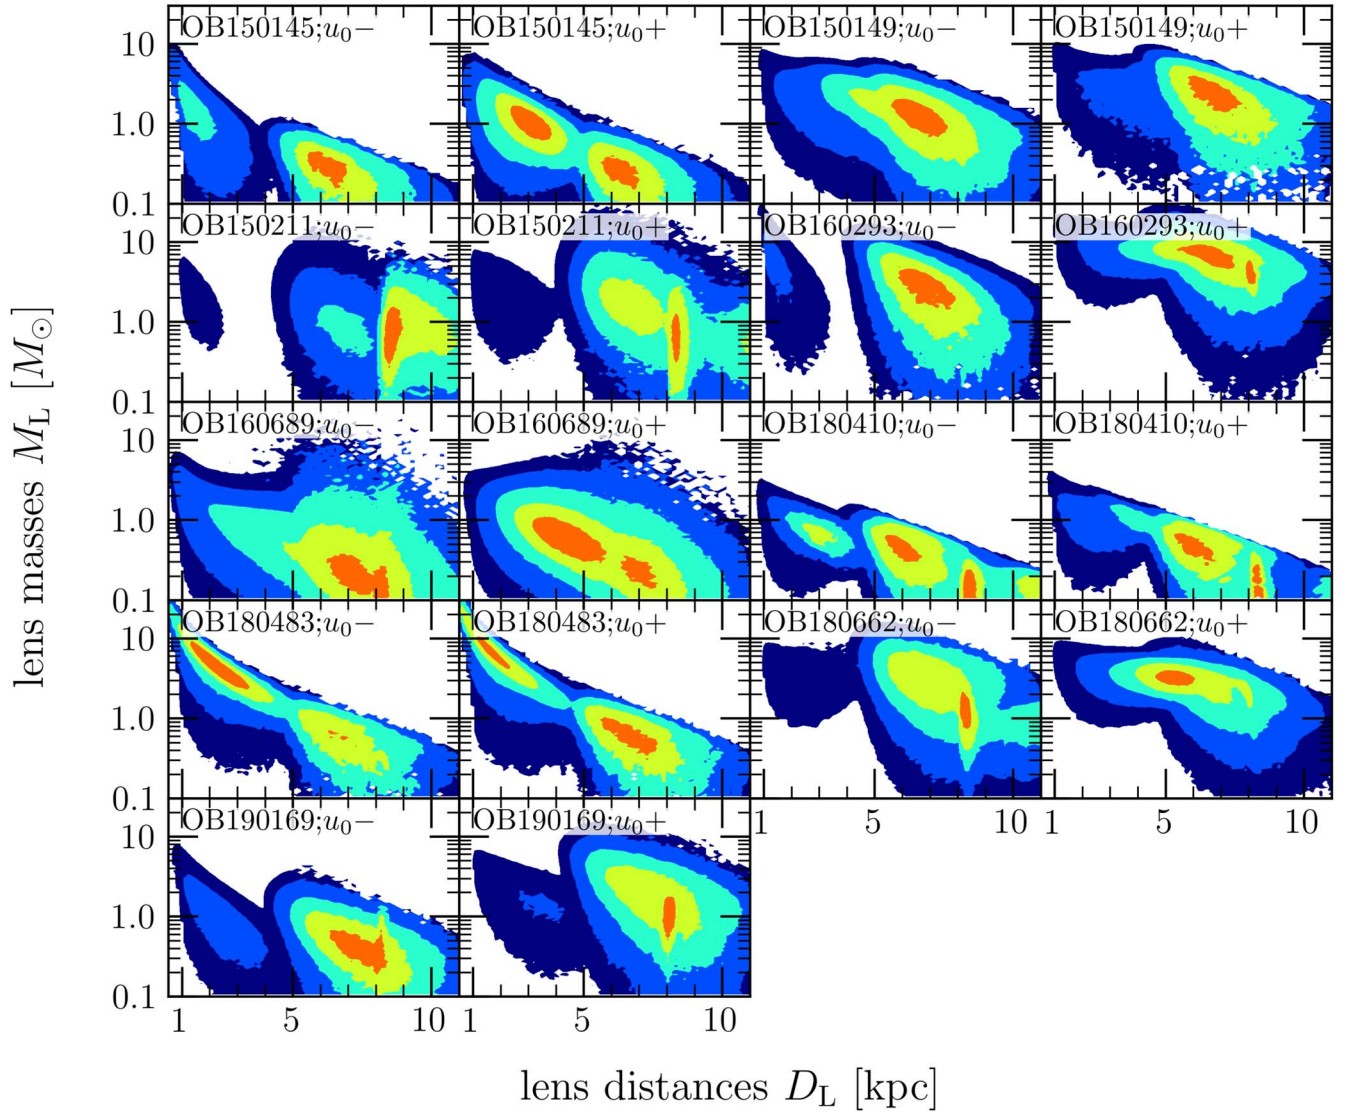 OB150145;u₀− OB150145;u₀+ OB150149;u₀− OB150149;u₀+
10
1.0
0.1
OB150211;u₀− OB150211;u₀+ OB160293;u₀− OB160293;u₀+
10
1.0
0.1
OB160689;u₀− OB160689;u₀+ OB180410;u₀− OB180410;u₀+
10
1.0
0.1
OB180483;u₀− OB180483;u₀+ OB180662;u₀− OB180662;u₀+
10
1.0
0.1
1 5 10 1 5 10
OB190169;u₀− OB190169;u₀+
10
1.0
0.1
1 5 10 1 5 10
lens masses M_L [M_⊙]
lens distances D_L [kpc]